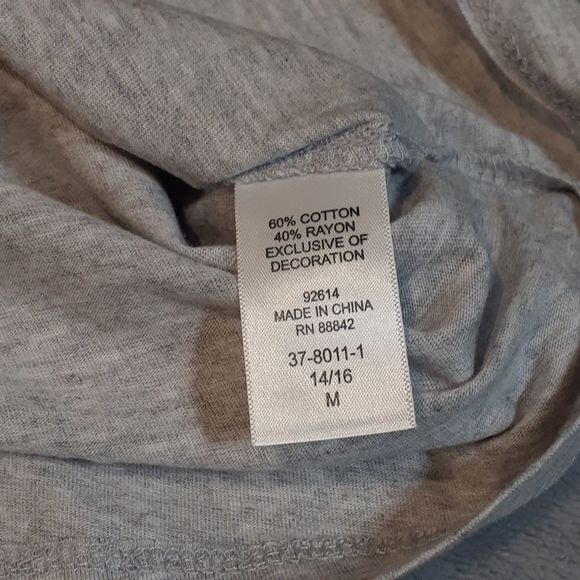 60% COTTON
40% RAYON
EXCLUSIVE OF
DECORATION
92614
MADE IN CHINA
RN 88842
37-8011-1
14/16
M